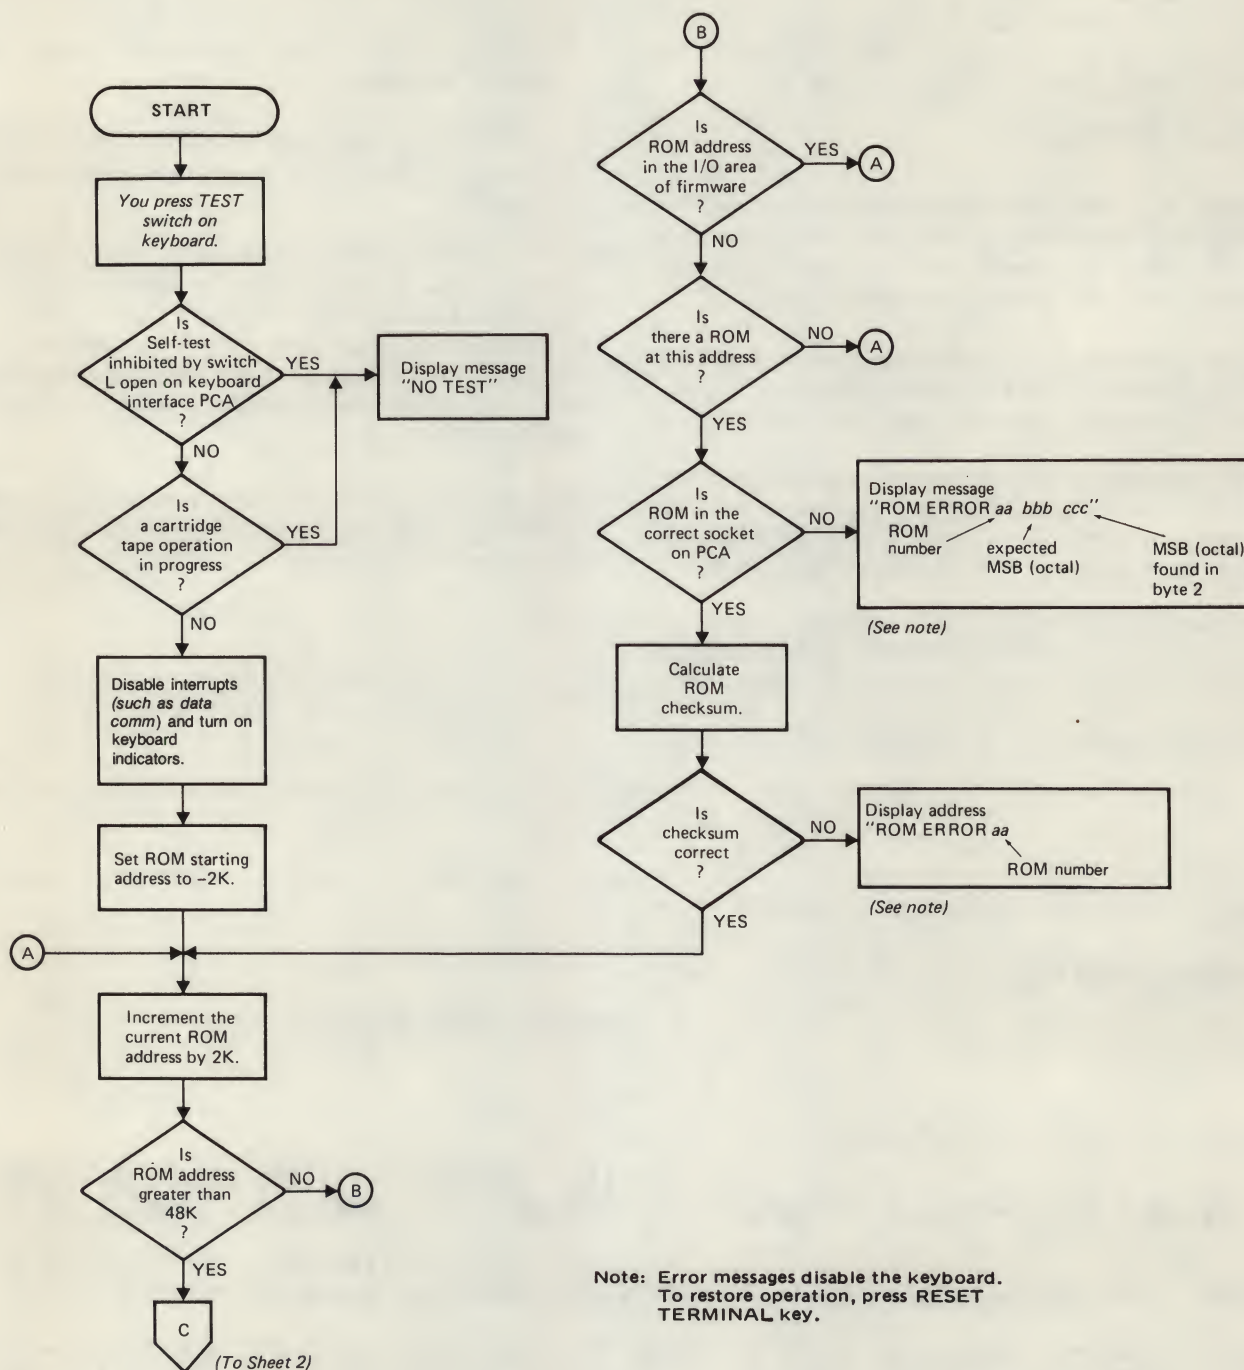 START
You press TEST
switch on
keyboard.
Is
Self-test
inhibited by switch
L open on keyboard
interface PCA
?
YES
Display message
"NO TEST"
NO
Is
a cartridge
tape operation
in progress
?
YES
NO
Disable interrupts
(such as data
comm) and turn on
keyboard
indicators.
Set ROM starting
address to –2K.
A
Increment the
current ROM
address by 2K.
Is
ROM address
greater than
48K
?
NO
B
YES
C
(To Sheet 2)
B
Is
ROM address
in the I/O area
of firmware
?
YES
A
NO
Is
there a ROM
at this address
?
NO
A
YES
Is
ROM in the
correct socket
on PCA
?
NO
Display message
"ROM ERROR aa bbb ccc"
ROM
number
expected
MSB (octal)
MSB (octal)
found in
byte 2
(See note)
YES
Calculate
ROM
checksum.
Is
checksum
correct
?
NO
Display address
"ROM ERROR aa
ROM number
(See note)
YES
Note: Error messages disable the keyboard.
To restore operation, press RESET
TERMINAL key.